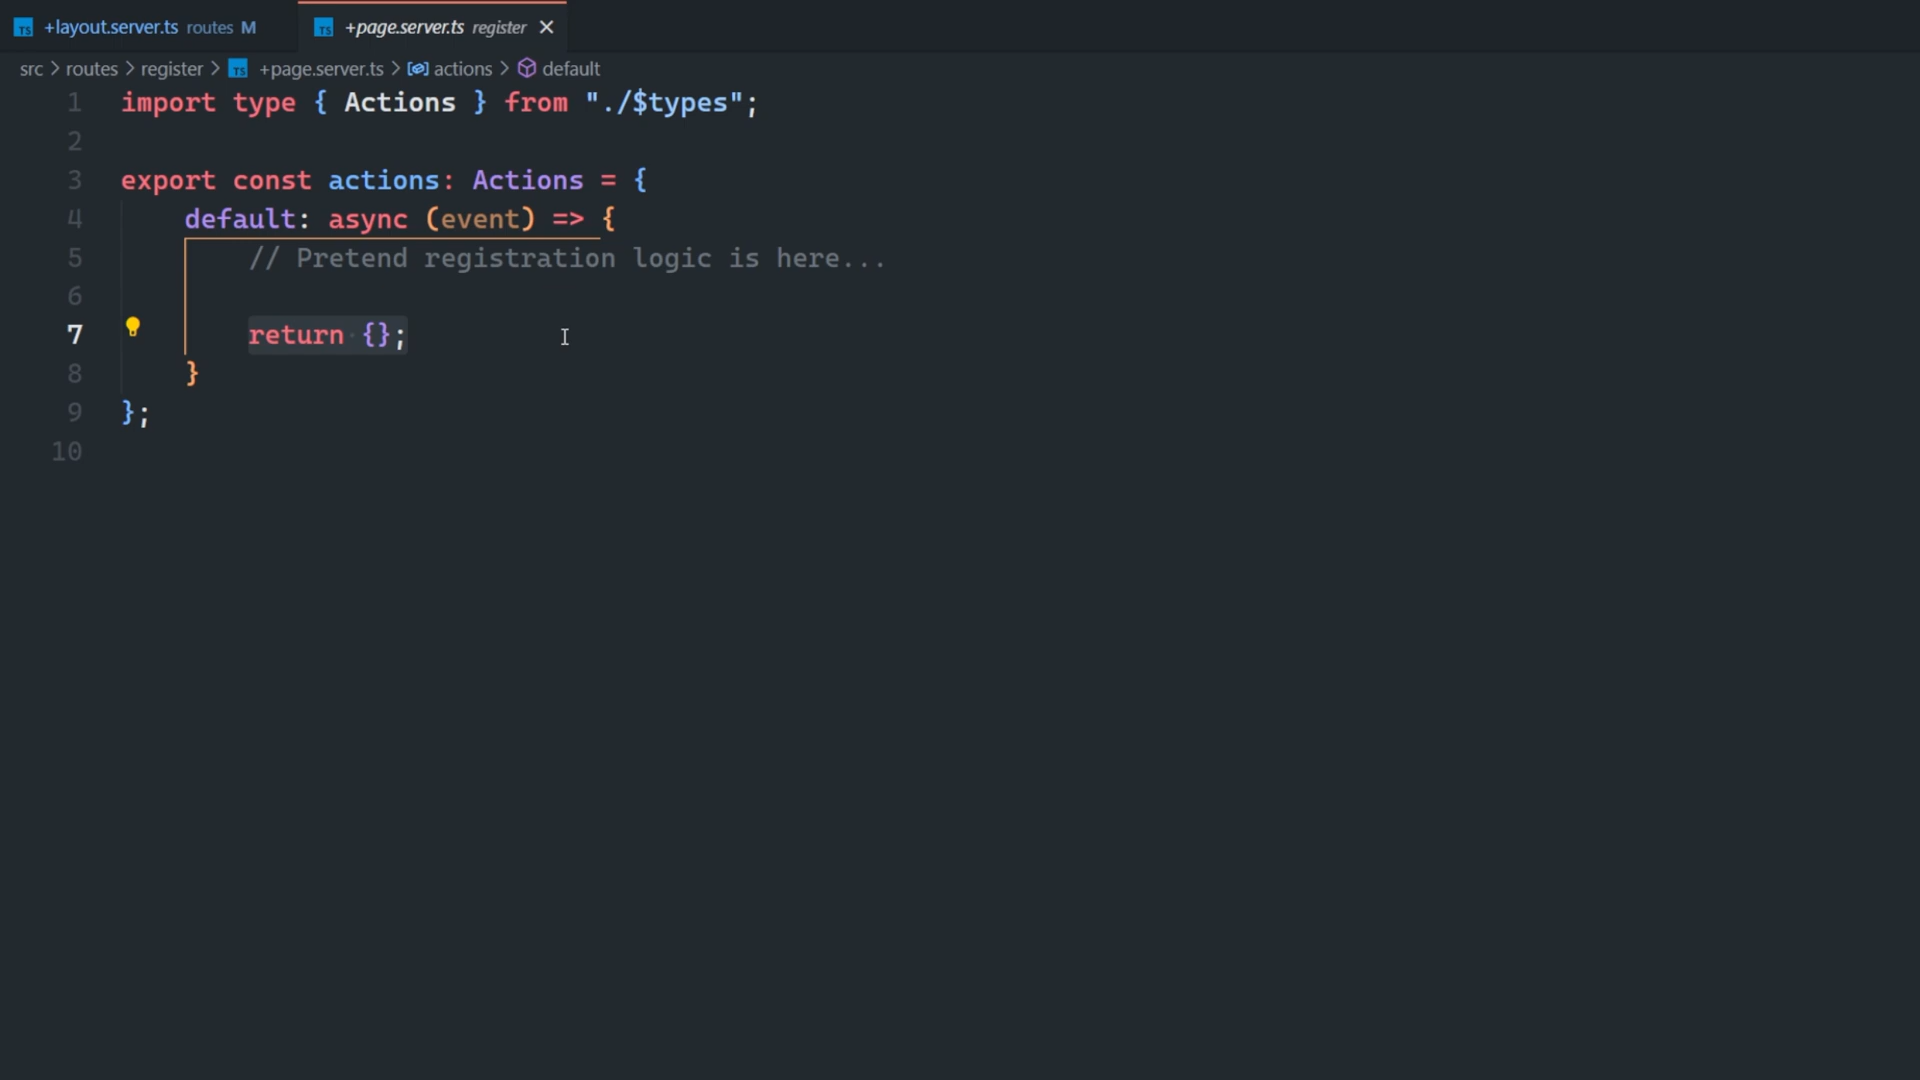 +layout.server.ts routes M
+page.server.ts register
src > routes > register > TS +page.server.ts > actions > default
1 import type { Actions } from "./$types";
2
3 export const actions: Actions = {
4     default: async (event) => {
5         // Pretend registration logic is here...
6
7         return {};
8     }
9 };
10